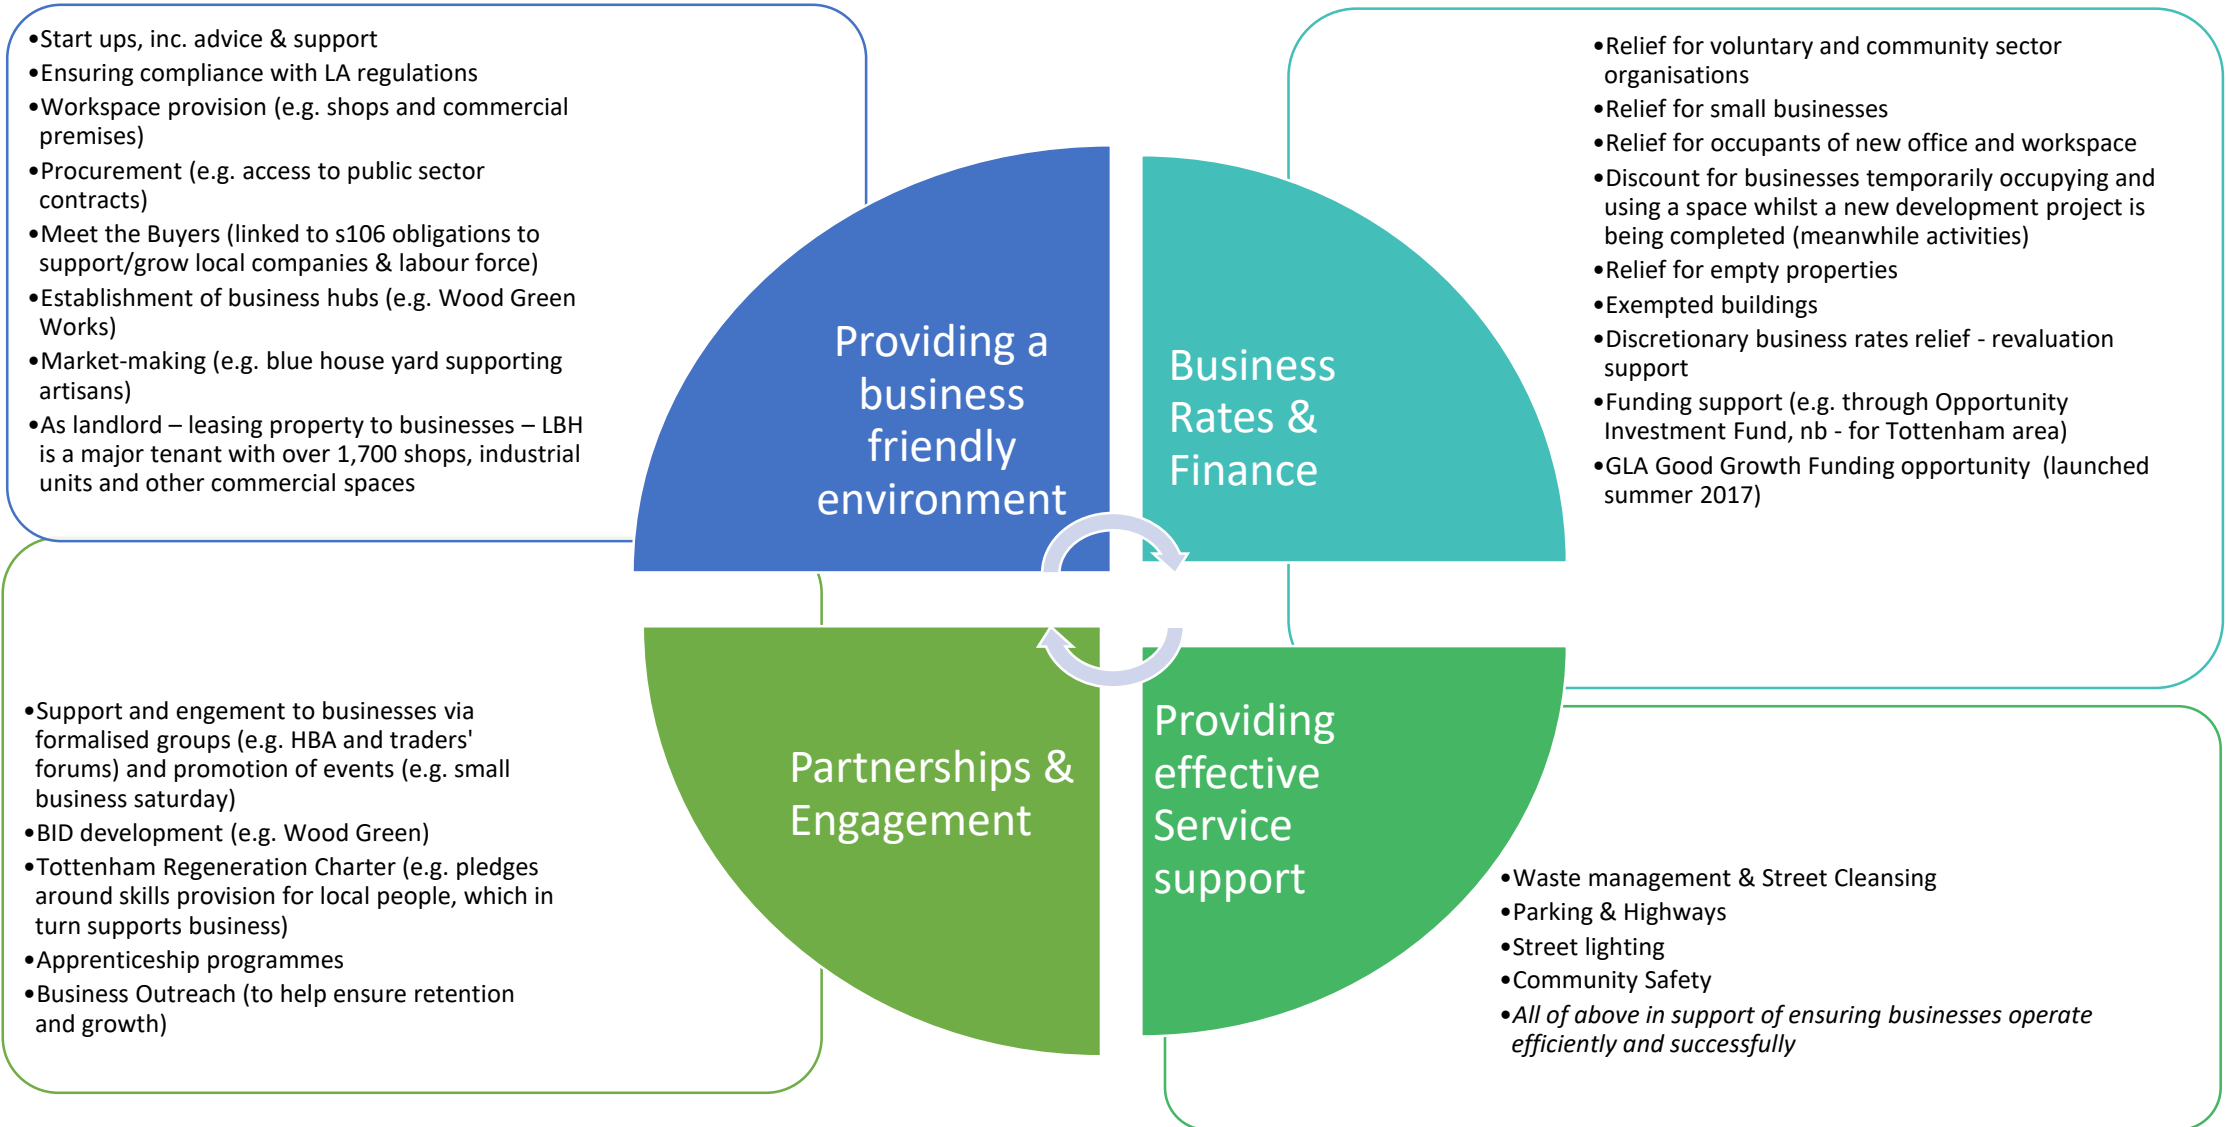 •Start ups, inc. advice & support
•Ensuring compliance with LA regulations
•Workspace provision (e.g. shops and commercial
premises)
•Procurement (e.g. access to public sector
contracts)
•Meet the Buyers (linked to s106 obligations to
support/grow local companies & labour force)
•Establishment of business hubs (e.g. Wood Green
Works)
•Market-making (e.g. blue house yard supporting
artisans)
•As landlord – leasing property to businesses – LBH
is a major tenant with over 1,700 shops, industrial
units and other commercial spaces
Providing a
business
friendly
environment
Business
Rates &
Finance
•Relief for voluntary and community sector
organisations
•Relief for small businesses
•Relief for occupants of new office and workspace
•Discount for businesses temporarily occupying and
using a space whilst a new development project is
being completed (meanwhile activities)
•Relief for empty properties
•Exempted buildings
•Discretionary business rates relief - revaluation
support
•Funding support (e.g. through Opportunity
Investment Fund, nb - for Tottenham area)
•GLA Good Growth Funding opportunity  (launched
summer 2017)
•Support and engement to businesses via
formalised groups (e.g. HBA and traders'
forums) and promotion of events (e.g. small
business saturday)
•BID development (e.g. Wood Green)
•Tottenham Regeneration Charter (e.g. pledges
around skills provision for local people, which in
turn supports business)
•Apprenticeship programmes
•Business Outreach (to help ensure retention
and growth)
Partnerships &
Engagement
Providing
effective
Service
support
•Waste management & Street Cleansing
•Parking & Highways
•Street lighting
•Community Safety
•All of above in support of ensuring businesses operate
efficiently and successfully